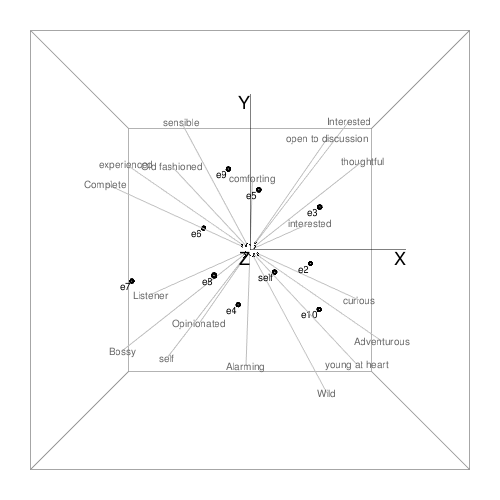 Y
sensible
Interested
open to discussion
experienced
Old fashioned
thoughtful
e9
comforting
Complete
e5
e3
interested
e6
Z
X
e2
self
e8
e7
Listener
curious
e4
e10
Opinionated
Adventurous
Bossy
self
Alarming
young at heart
Wild